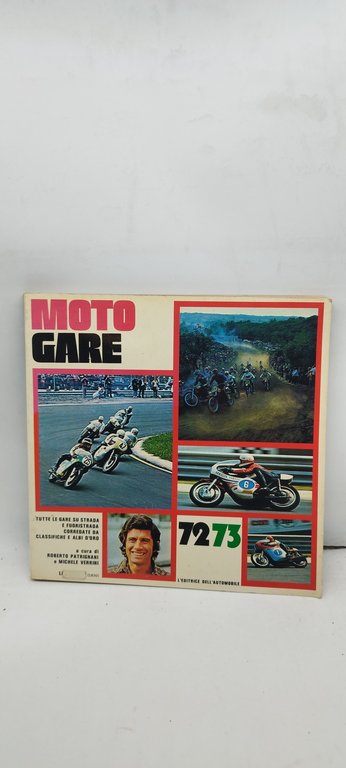 MOTO
GARE
TUTTE LE GARE SU STRADA
E FUORISTRADA
CORREDATE DA
CLASSIFICHE E ALBI D'ORO
a cura di
ROBERTO PATRIGNANI
e MICHELE VERRINI
72 73
6
L'EDITRICE DELL'AUTOMOBILE